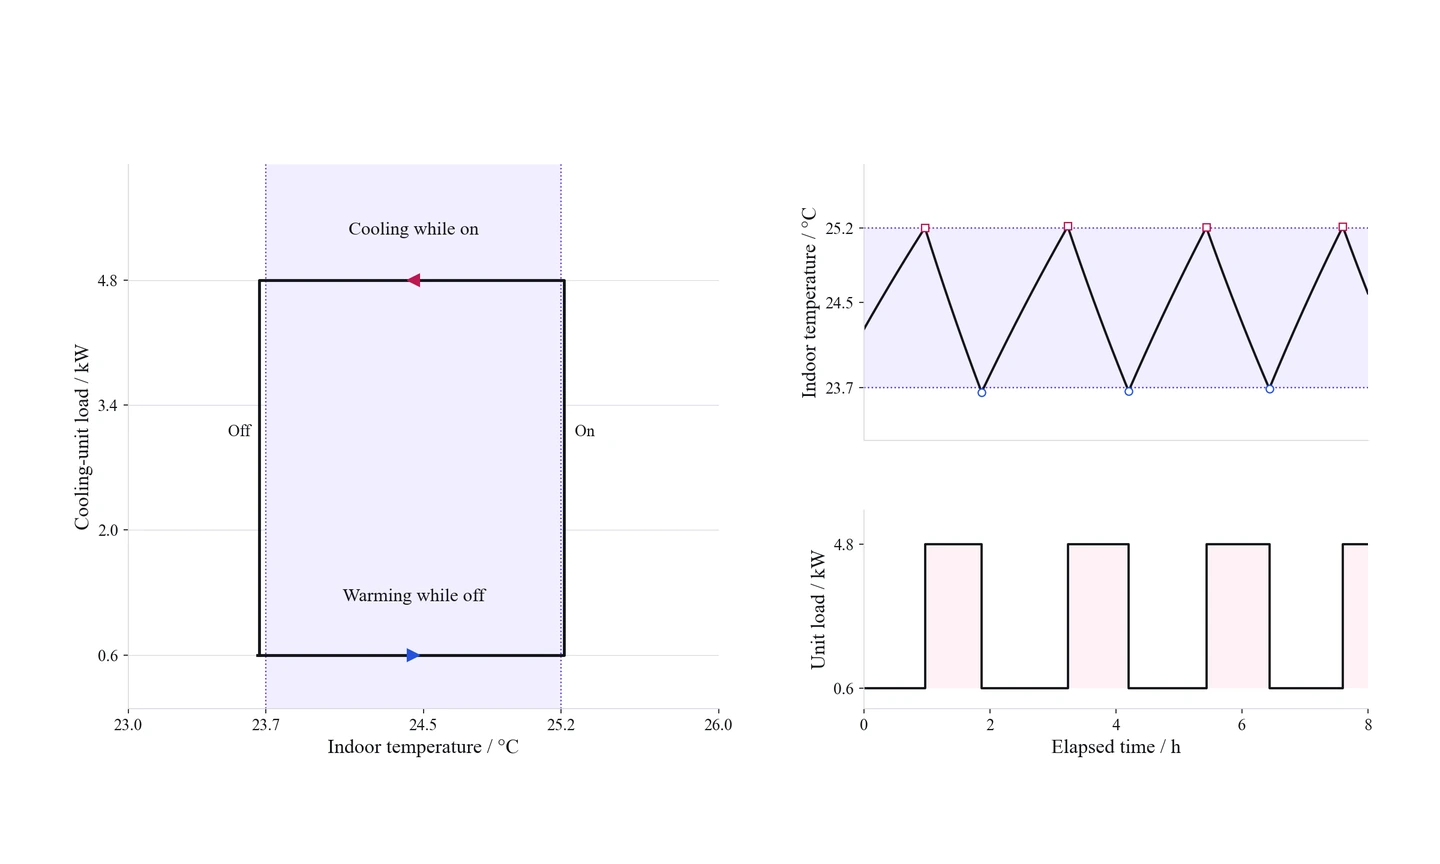 Cooling-unit load / kW
4.8
3.4
2.0
0.6
Cooling while on
Off
On
Warming while off
23.0
23.7
24.5
25.2
26.0
Indoor temperature / °C
Indoor temperature / °C
25.2
24.5
23.7
Unit load / kW
4.8
0.6
0
2
4
6
8
Elapsed time / h